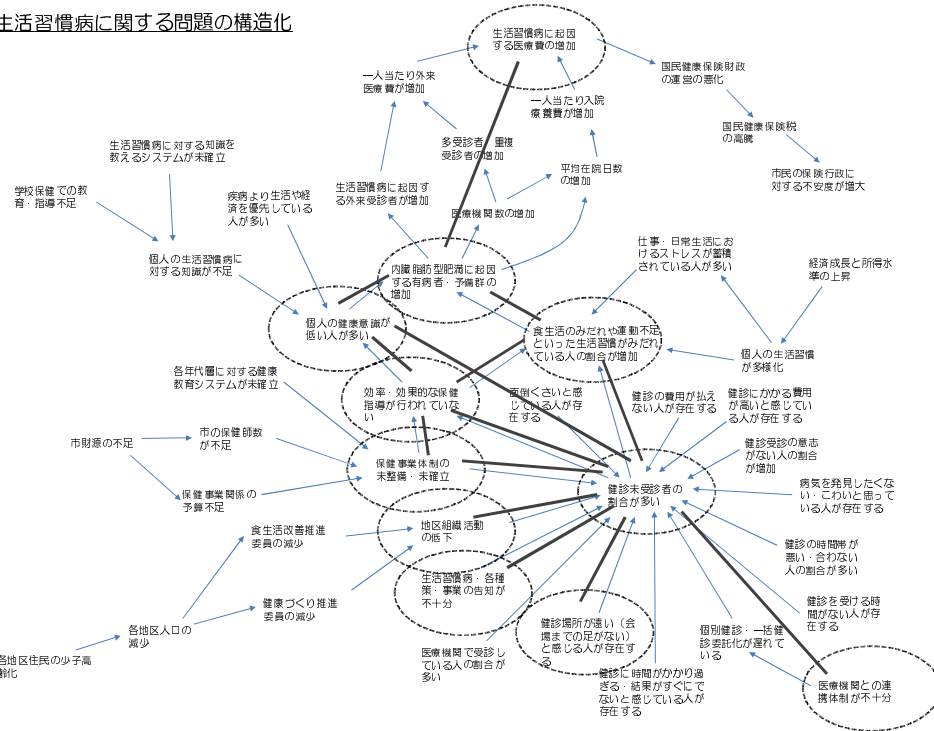 生活習慣病に関する問題の構造化
生活習慣病に起因
する医療費の増加
国民健康保険財政
の運営の悪化
一人当たり外来
医療費が増加
一人当たり入院
療養費が増加
国民健康保険税
の高騰
生活習慣病に対する知識を
教えるシステムが未確立
多受診者・重複
受診者の増加
平均在院日数
の増加
市民の保険行政に
対する不安度が増大
学校保健での教
育・指導不足
疾病より生活や経
済を優先している
人が多い
生活習慣病に起因す
る外来受診者が増加
医療機関数の増加
個人の生活習慣病に
対する知識が不足
内臓脂肪型肥満に起因
する有病者・予備群の
増加
仕事・日常生活にお
けるストレスが蓄積
されている人が多い
経済成長と所得水
準の上昇
個人の健康意識が
低い人が多い
食生活のみだれや運動不足
といった生活習慣がみだれ
ている人の割合が増加
個人の生活習慣
が多様化
各年代層に対する健康
教育システムが未確立
効率・効果的な保健
指導が行われていな
い
面倒くさいと感
じている人が存
在する
健診の費用が払え
ない人が存在する
健診にかかる費用
が高いと感じてい
る人が存在する
市財源の不足
市の保健師数
が不足
健診受診の意志
がない人の割合
が増加
保健事業体制の
未整備・未確立
保健事業関係の
予算不足
健診未受診者の
割合が多い
病気を発見したくな
い・こわいと思って
いる人が存在する
食生活改善推進
委員の減少
地区組織活動
の低下
健診の時間帯が
悪い・合わない
人の割合が多い
生活習慣病・各種
策・事業の告知が
不十分
健康づくり推進
委員の減少
健診を受ける時
間がない人が存
在する
各地区人口の
減少
健診場所が遠い（会
場までの足がない）
と感じる人が存在す
る
個別健診・一括健
診委託化が遅れて
いる
医療機関で受診し
ている人の割合が
多い
各地区住民の少子高
齢化
健診に時間がかかり過
ぎる・結果がすぐにで
ないと感じている人が
存在する
医療機関との連
携体制が不十分